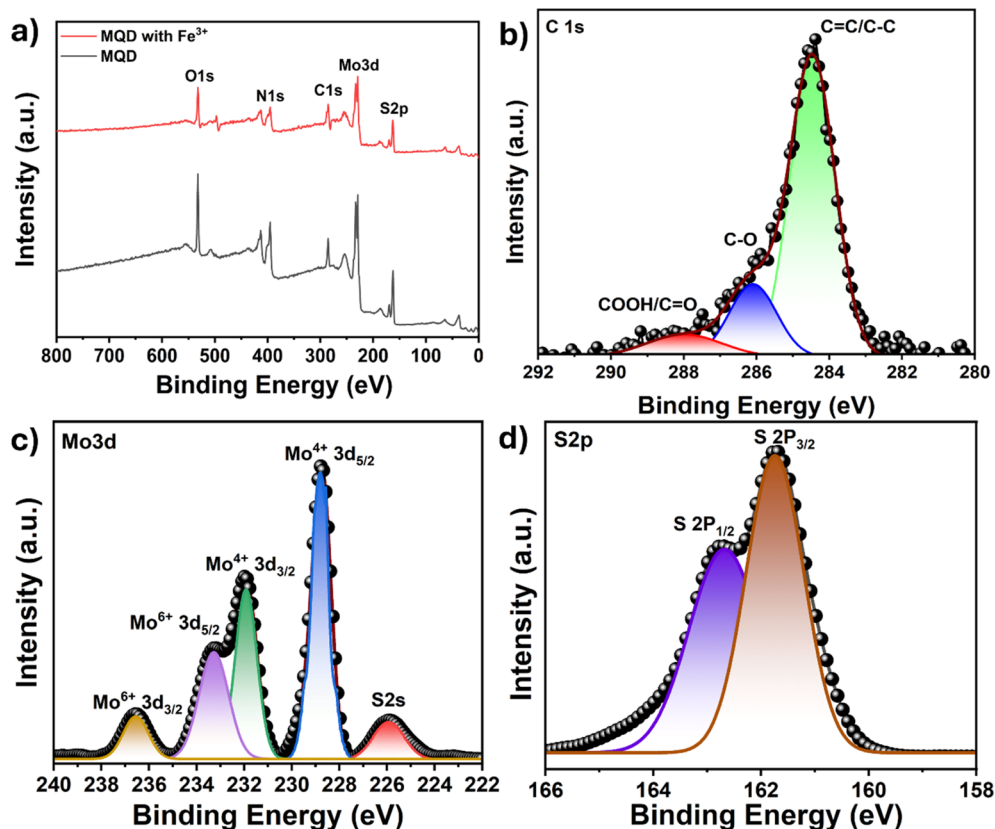 a)
MQD with Fe³⁺
MQD
O1s
N1s
C1s
Mo3d
S2p
Intensity (a.u.)
800 700 600 500 400 300 200 100 0
Binding Energy (eV)
b)
C 1s
C=C/C-C
C-O
COOH/C=O
Intensity (a.u.)
292 290 288 286 284 282 280
Binding Energy (eV)
c)
Mo3d
Mo⁴⁺ 3d₅/₂
Mo⁴⁺ 3d₃/₂
Mo⁶⁺ 3d₅/₂
Mo⁶⁺ 3d₃/₂
S2s
Intensity (a.u.)
240 238 236 234 232 230 228 226 224 222
Binding Energy (eV)
d)
S2p
S 2P₃/₂
S 2P₁/₂
Intensity (a.u.)
166 164 162 160 158
Binding Energy (eV)